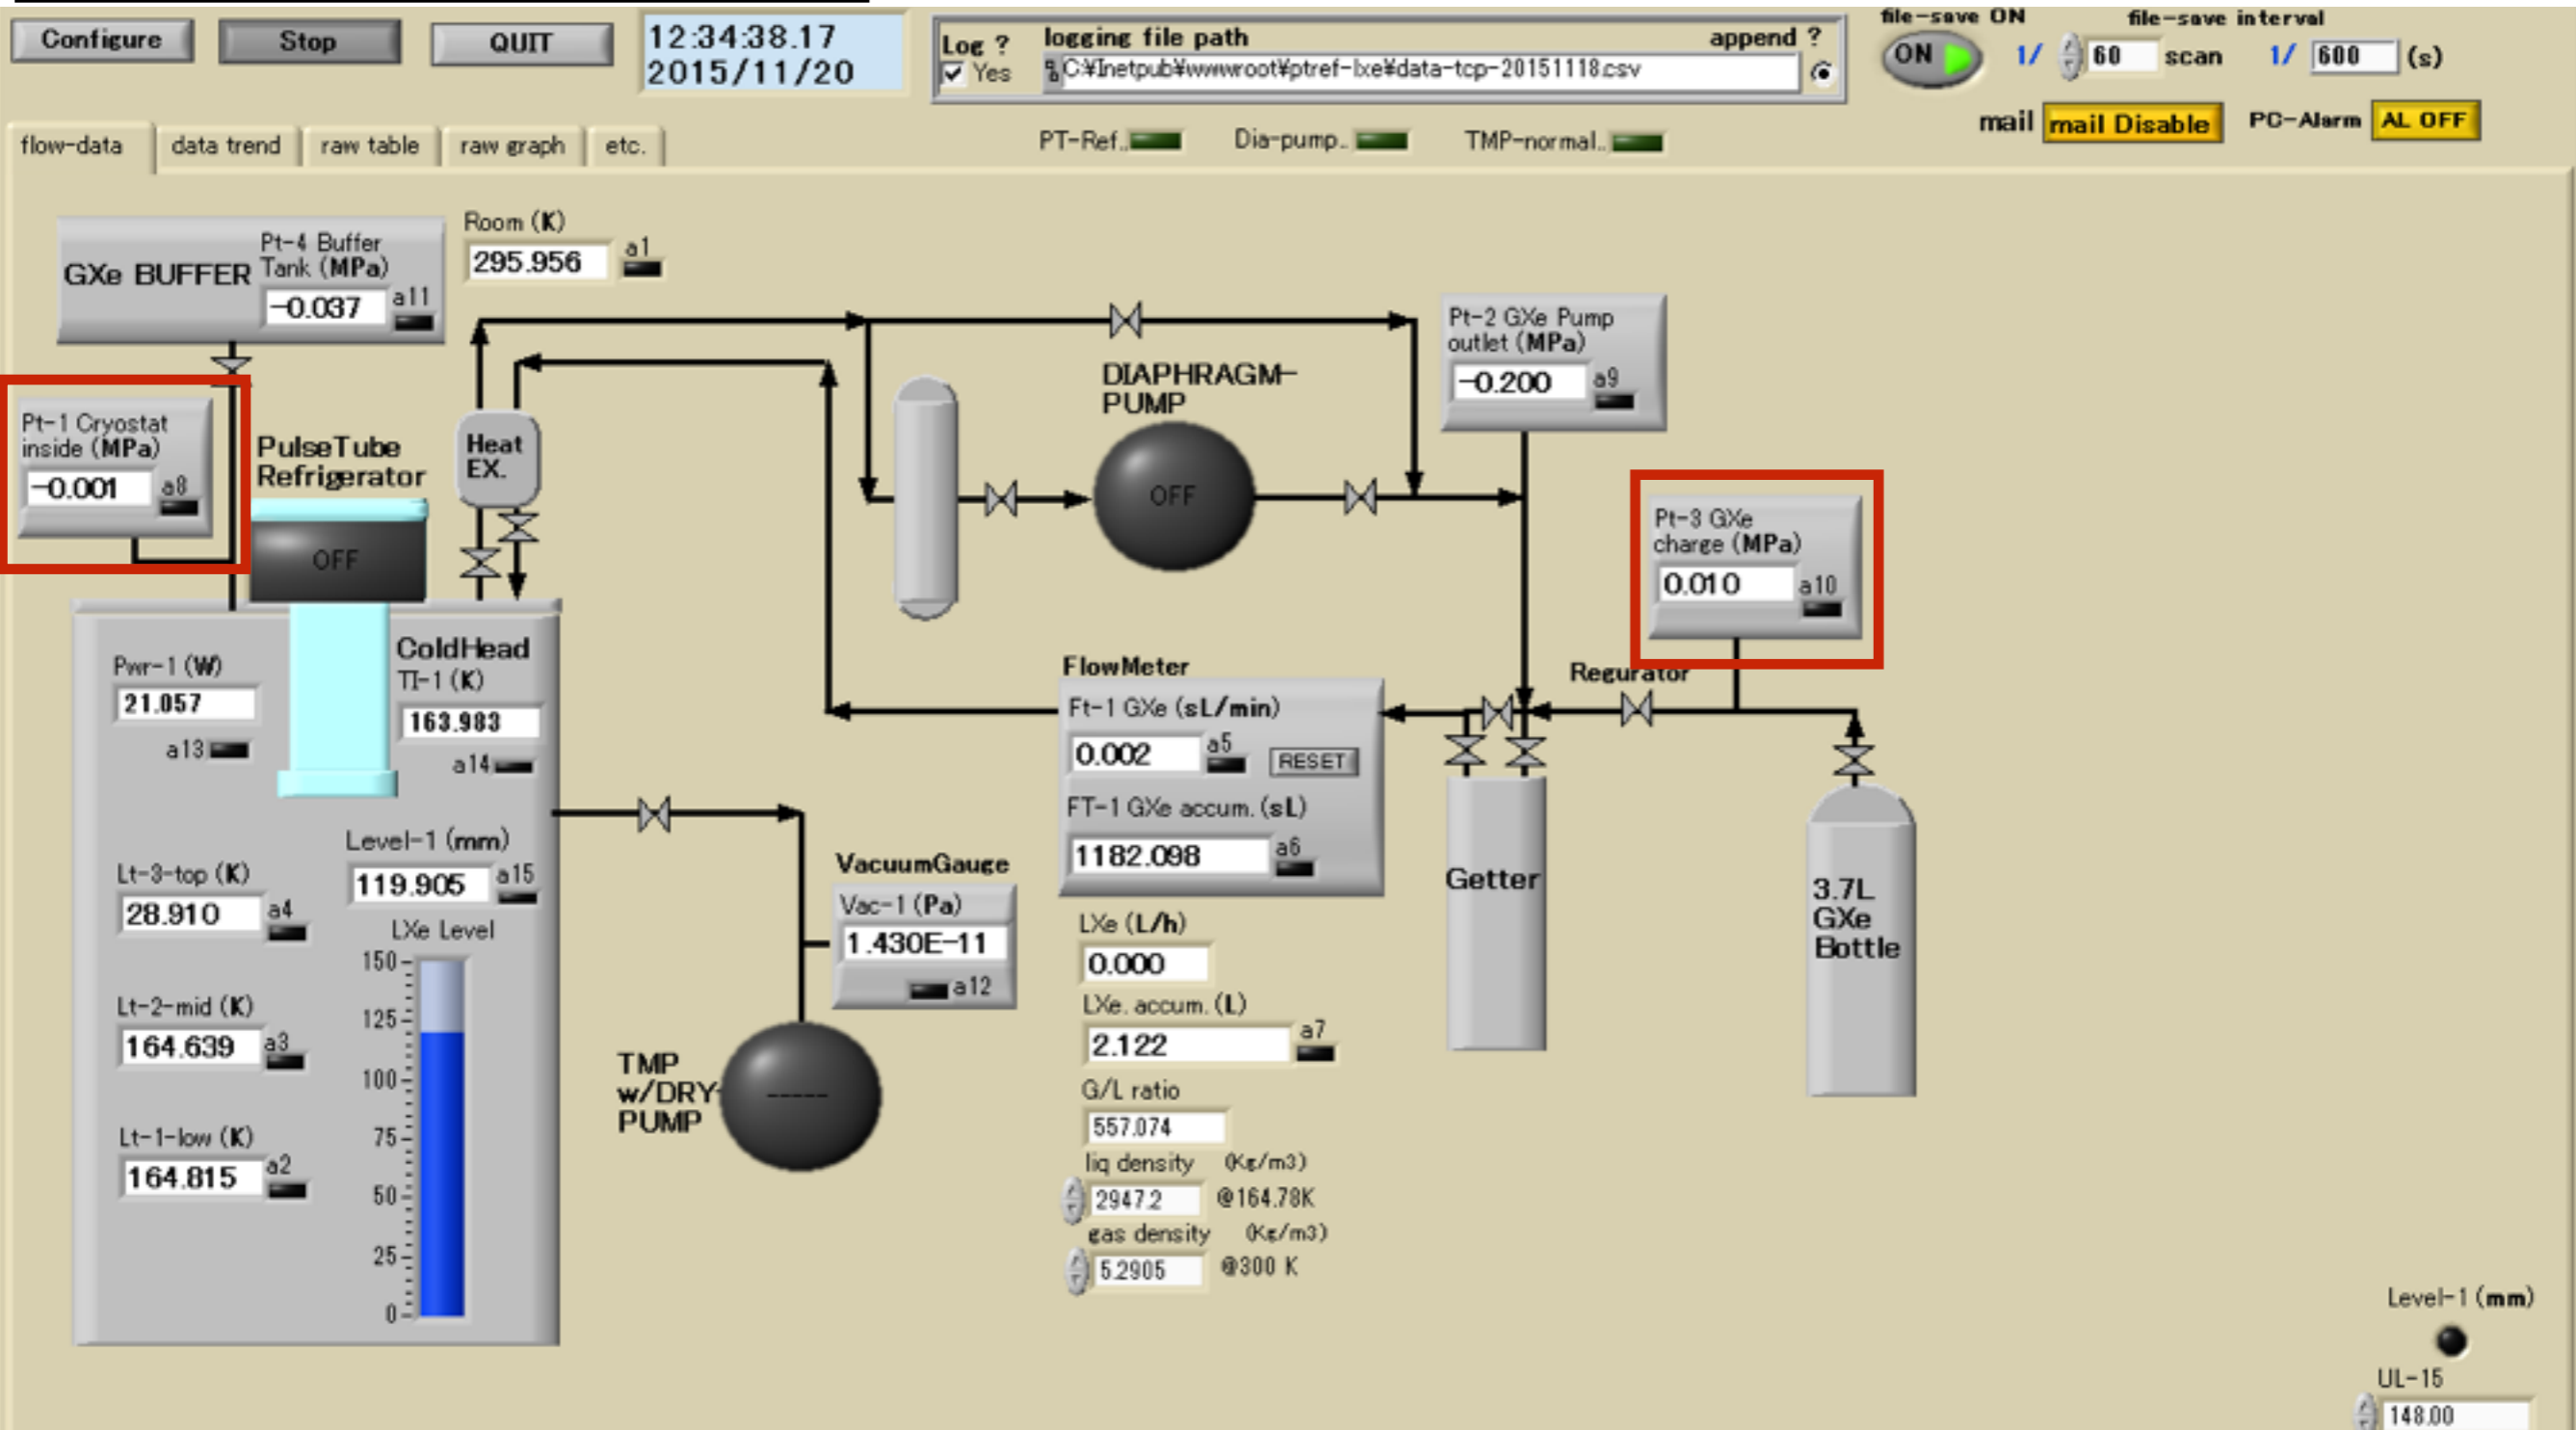 Configure
Stop
QUIT
12:34:38.17
2015/11/20
Log ?
Yes
logging file path
append ?
C:¥Inetpub¥wwwroot¥ptref-lxe¥data-tcp-20151118.csv
file-save ON
ON
file-save interval
1/ 60 scan 1/ 600 (s)
mail mail Disable
PC-Alarm AL OFF
flow-data
data trend
raw table
raw graph
etc.
PT-Ref..
Dia-pump..
TMP-normal..
GXe BUFFER
Pt-4 Buffer
Tank (MPa)
-0.037
a11
Room (K)
295.956
a1
Pt-1 Cryostat
inside (MPa)
-0.001
a8
PulseTube
Refrigerator
OFF
Heat
EX.
DIAPHRAGM-
PUMP
OFF
Pt-2 GXe Pump
outlet (MPa)
-0.200
a9
Pt-3 GXe
charge (MPa)
0.010
a10
Regurator
Pwr-1 (W)
21.057
a13
ColdHead
TI-1 (K)
163.983
a14
Level-1 (mm)
119.905
a15
Lt-3-top (K)
28.910
a4
LXe Level
150
125
100
75
50
25
0
Lt-2-mid (K)
164.639
a3
Lt-1-low (K)
164.815
a2
TMP
w/DRY-
PUMP
-----
VacuumGauge
Vac-1 (Pa)
1.430E-11
a12
FlowMeter
Ft-1 GXe (sL/min)
0.002
a5
RESET
FT-1 GXe accum. (sL)
1182.098
a6
LXe (L/h)
0.000
LXe. accum. (L)
2.122
a7
G/L ratio
557.074
liq density (Kg/m3)
2947.2 @164.78K
gas density (Kg/m3)
5.2905 @300 K
Getter
3.7L
GXe
Bottle
Level-1 (mm)
UL-15
148.00